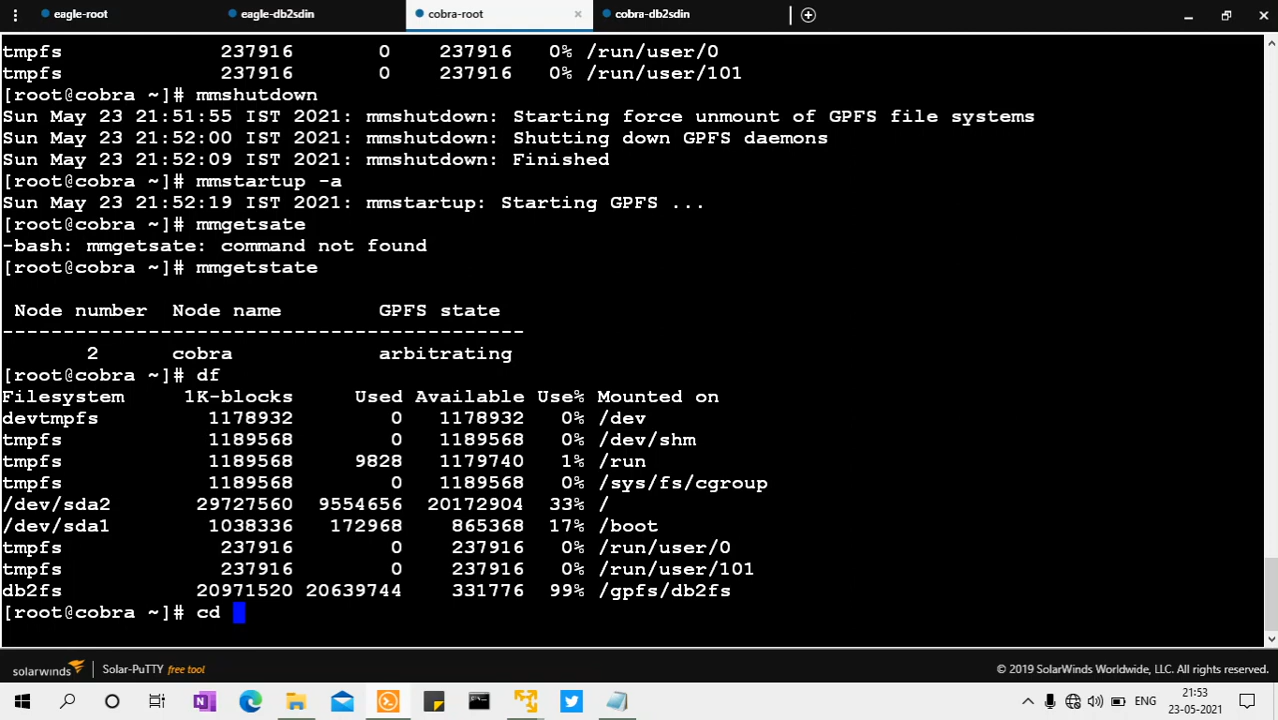 eagle-root eagle-db2sdin cobra-root × cobra-db2sdin
tmpfs 237916 0 237916 0% /run/user/0
tmpfs 237916 0 237916 0% /run/user/101
[root@cobra ~]# mmshutdown
Sun May 23 21:51:55 IST 2021: mmshutdown: Starting force unmount of GPFS file systems
Sun May 23 21:52:00 IST 2021: mmshutdown: Shutting down GPFS daemons
Sun May 23 21:52:09 IST 2021: mmshutdown: Finished
[root@cobra ~]# mmstartup -a
Sun May 23 21:52:19 IST 2021: mmstartup: Starting GPFS ...
[root@cobra ~]# mmgetsate
-bash: mmgetsate: command not found
[root@cobra ~]# mmgetstate
Node number Node name GPFS state
-------------------------------------------
2 cobra arbitrating
[root@cobra ~]# df
Filesystem 1K-blocks Used Available Use% Mounted on
devtmpfs 1178932 0 1178932 0% /dev
tmpfs 1189568 0 1189568 0% /dev/shm
tmpfs 1189568 9828 1179740 1% /run
tmpfs 1189568 0 1189568 0% /sys/fs/cgroup
/dev/sda2 29727560 9554656 20172904 33% /
/dev/sda1 1038336 172968 865368 17% /boot
tmpfs 237916 0 237916 0% /run/user/0
tmpfs 237916 0 237916 0% /run/user/101
db2fs 20971520 20639744 331776 99% /gpfs/db2fs
[root@cobra ~]# cd
solarwinds Solar-PuTTY free tool © 2019 SolarWinds Worldwide, LLC. All rights reserved.
ENG 21:53
23-05-2021